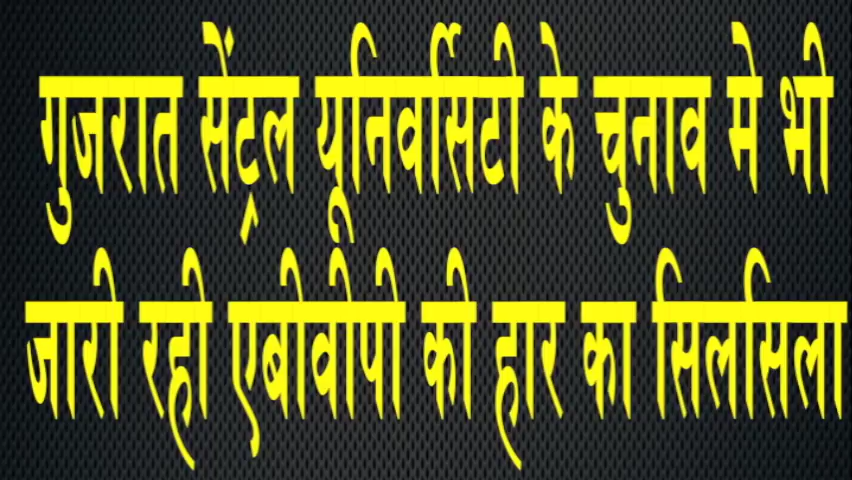 गुजरात सेंट्रल यूनिवर्सिटी के चुनाव मे भी
जारी रही एबीवीपी की हार का सिलसिला